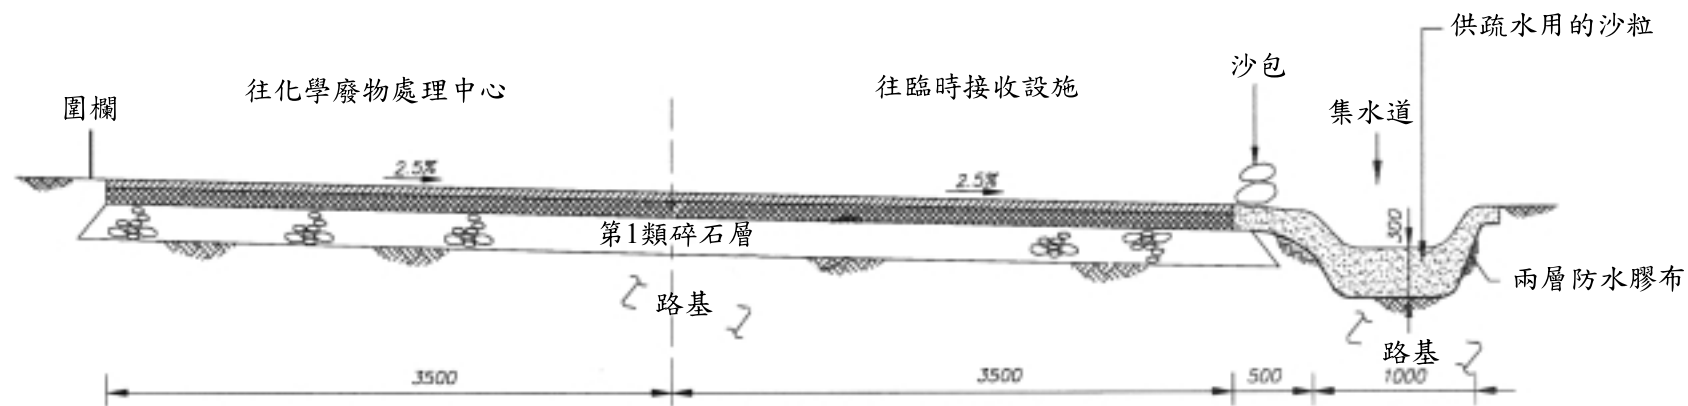 供疏水用的沙粒
沙包
往化學廢物處理中心
往臨時接收設施
圍欄
集水道
2.5%
2.5%
第1類碎石層
300
兩層防水膠布
路基
路基
3500
3500
500
1000